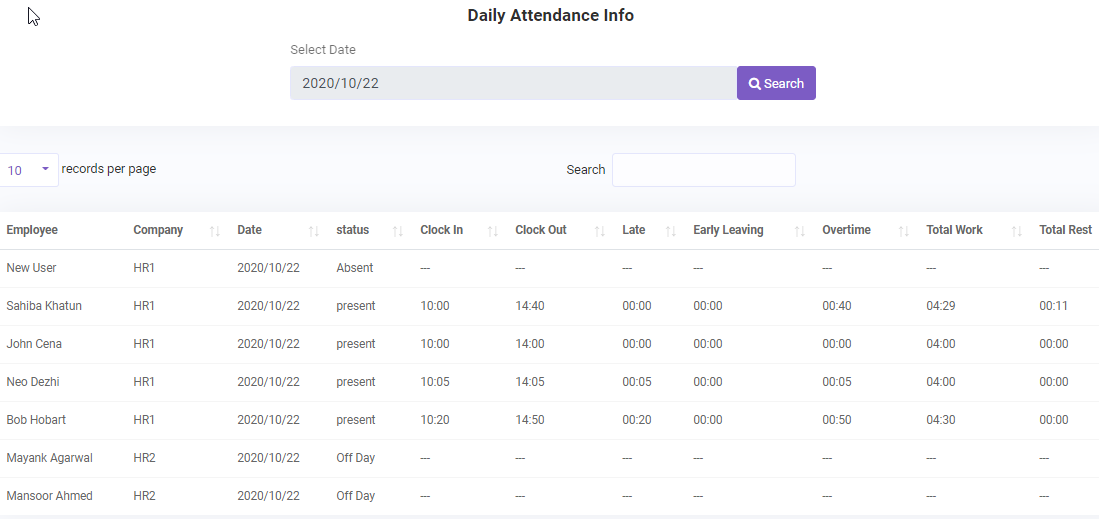 Daily Attendance Info
Select Date
2020/10/22 Search
10 records per page Search
Employee Company Date status Clock In Clock Out Late Early Leaving Overtime Total Work Total Rest
New User HR1 2020/10/22 Absent --- --- --- --- --- --- ---
Sahiba Khatun HR1 2020/10/22 present 10:00 14:40 00:00 00:00 00:40 04:29 00:11
John Cena HR1 2020/10/22 present 10:00 14:00 00:00 00:00 00:00 04:00 00:00
Neo Dezhi HR1 2020/10/22 present 10:05 14:05 00:05 00:00 00:05 04:00 00:00
Bob Hobart HR1 2020/10/22 present 10:20 14:50 00:20 00:00 00:50 04:30 00:00
Mayank Agarwal HR2 2020/10/22 Off Day --- --- --- --- --- --- ---
Mansoor Ahmed HR2 2020/10/22 Off Day --- --- --- --- --- --- ---